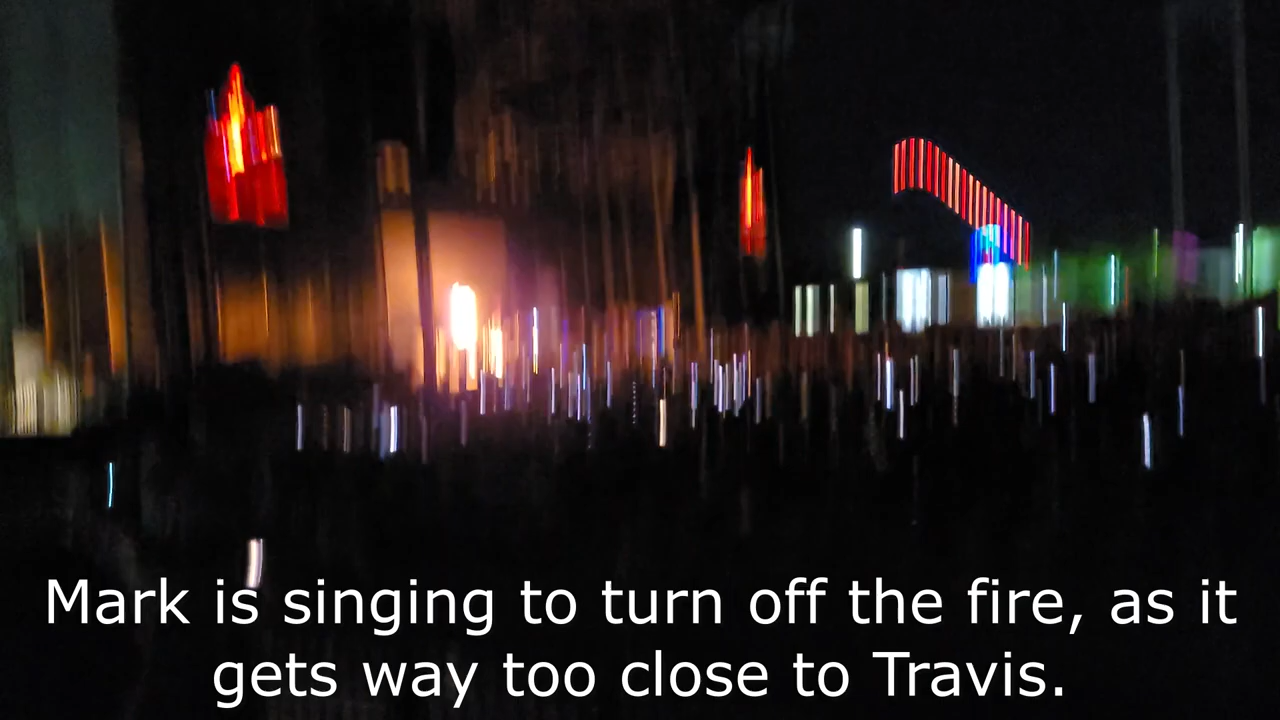 Mark is singing to turn off the fire, as it
gets way too close to Travis.